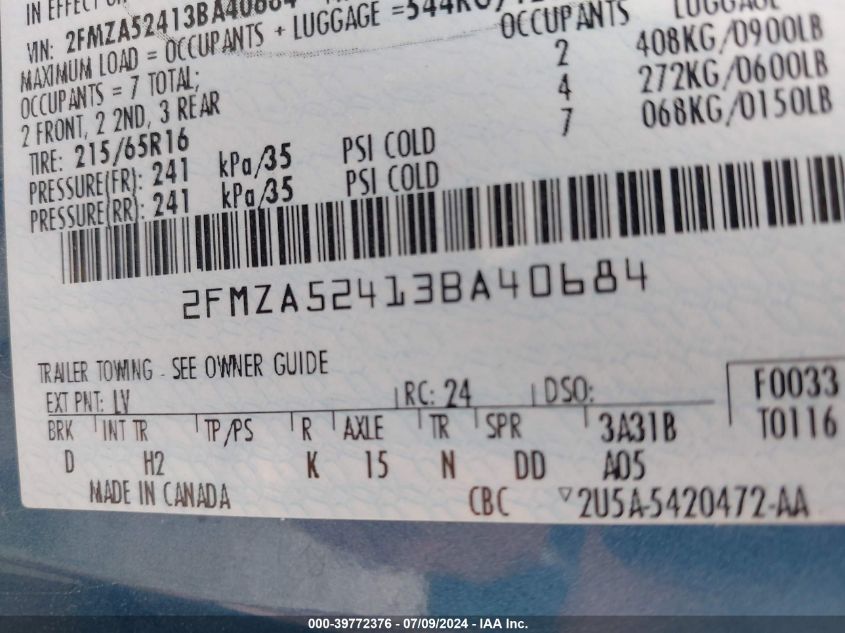 IN EFFECT ON
VIN: 2FMZA52413BA40684
MAXIMUM LOAD = OCCUPANTS + LUGGAGE =544KG/
OCCUPANTS = 7 TOTAL;
2 FRONT, 2 2ND, 3 REAR
OCCUPANTS LUGGAGE
2 408KG/0900LB
4 272KG/0600LB
7 068KG/0150LB
TIRE: 215/65R16
PRESSURE(FR): 241 kPa/35 PSI COLD
PRESSURE(RR): 241 kPa/35 PSI COLD
2FMZA52413BA40684
TRAILER TOWING - SEE OWNER GUIDE
EXT PNT: LV RC: 24 DSO: F0033
BRK INT TR TP/PS R AXLE TR SPR 3A31B T0116
D H2 K 15 N DD A05
MADE IN CANADA CBC 2U5A-5420472-AA
000-39772376 - 07/09/2024 - IAA Inc.